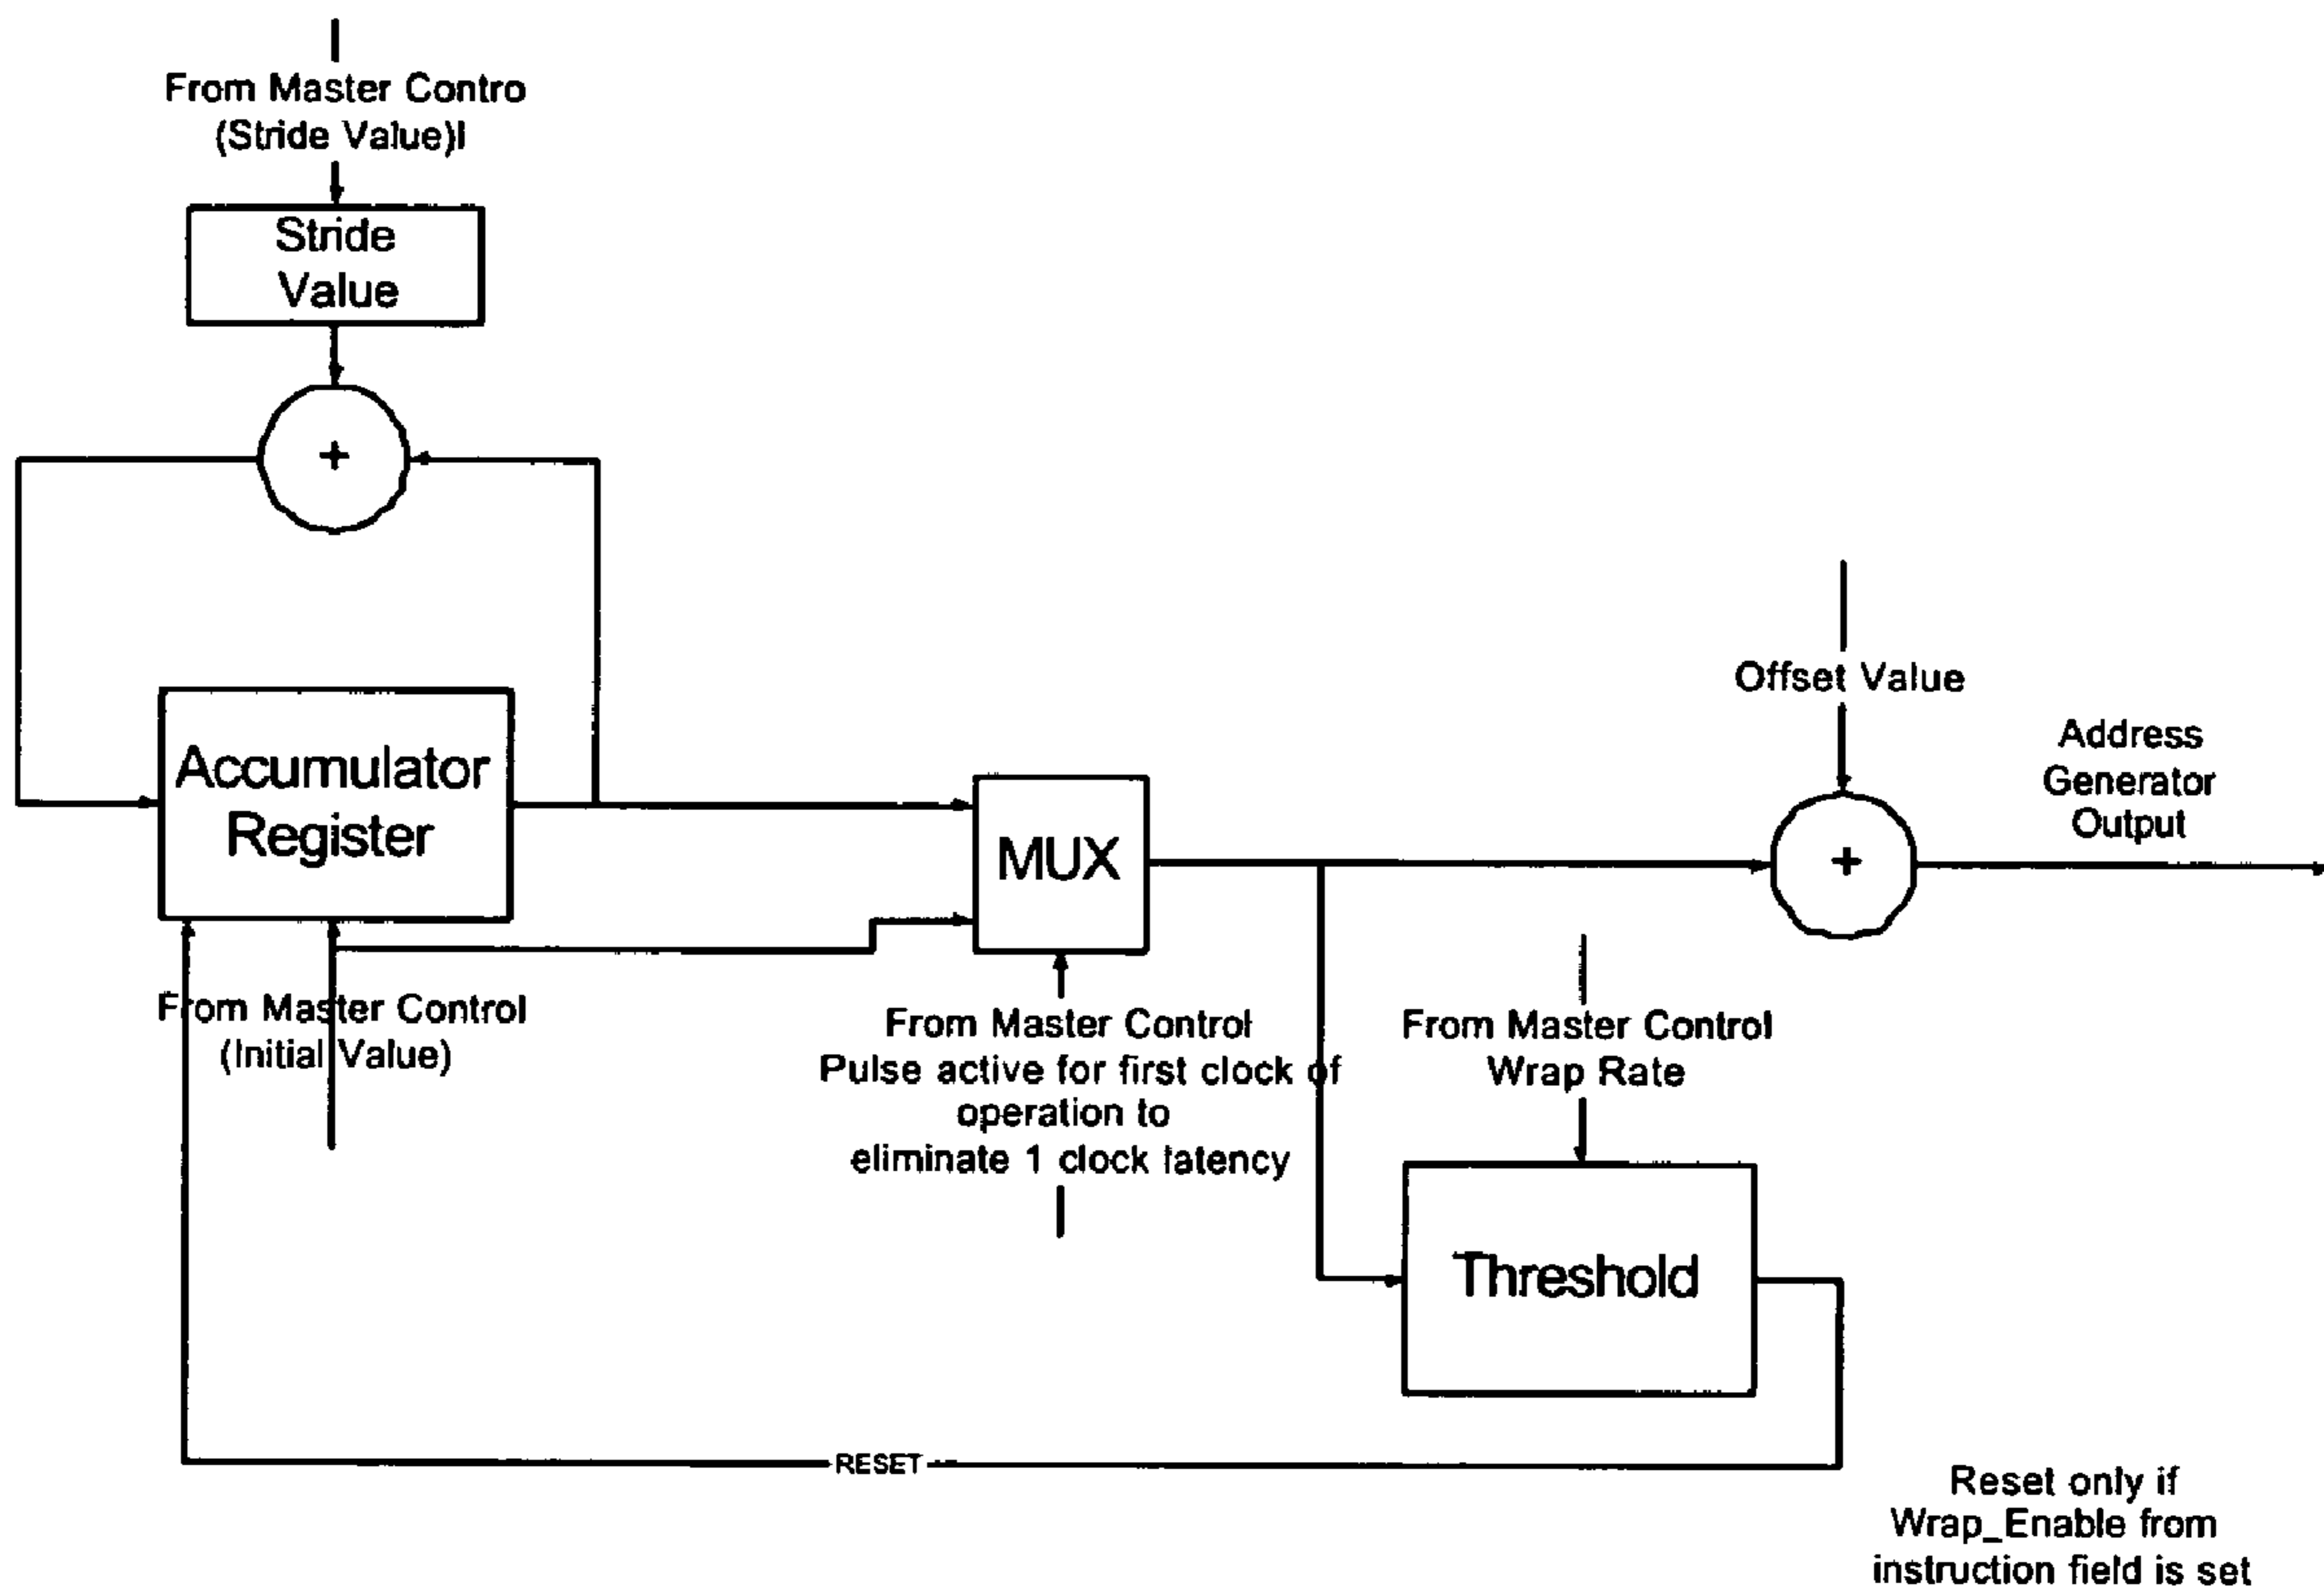 From Master Contro
(Stride Value)l
Stride
Value
+
Accumulator
Register
From Master Control
(Initial Value)
MUX
From Master Control
Pulse active for first clock of
operation to
eliminate 1 clock latency
Offset Value
+
Address
Generator
Output
From Master Control
Wrap Rate
Threshold
RESET
Reset only if
Wrap_Enable from
instruction field is set